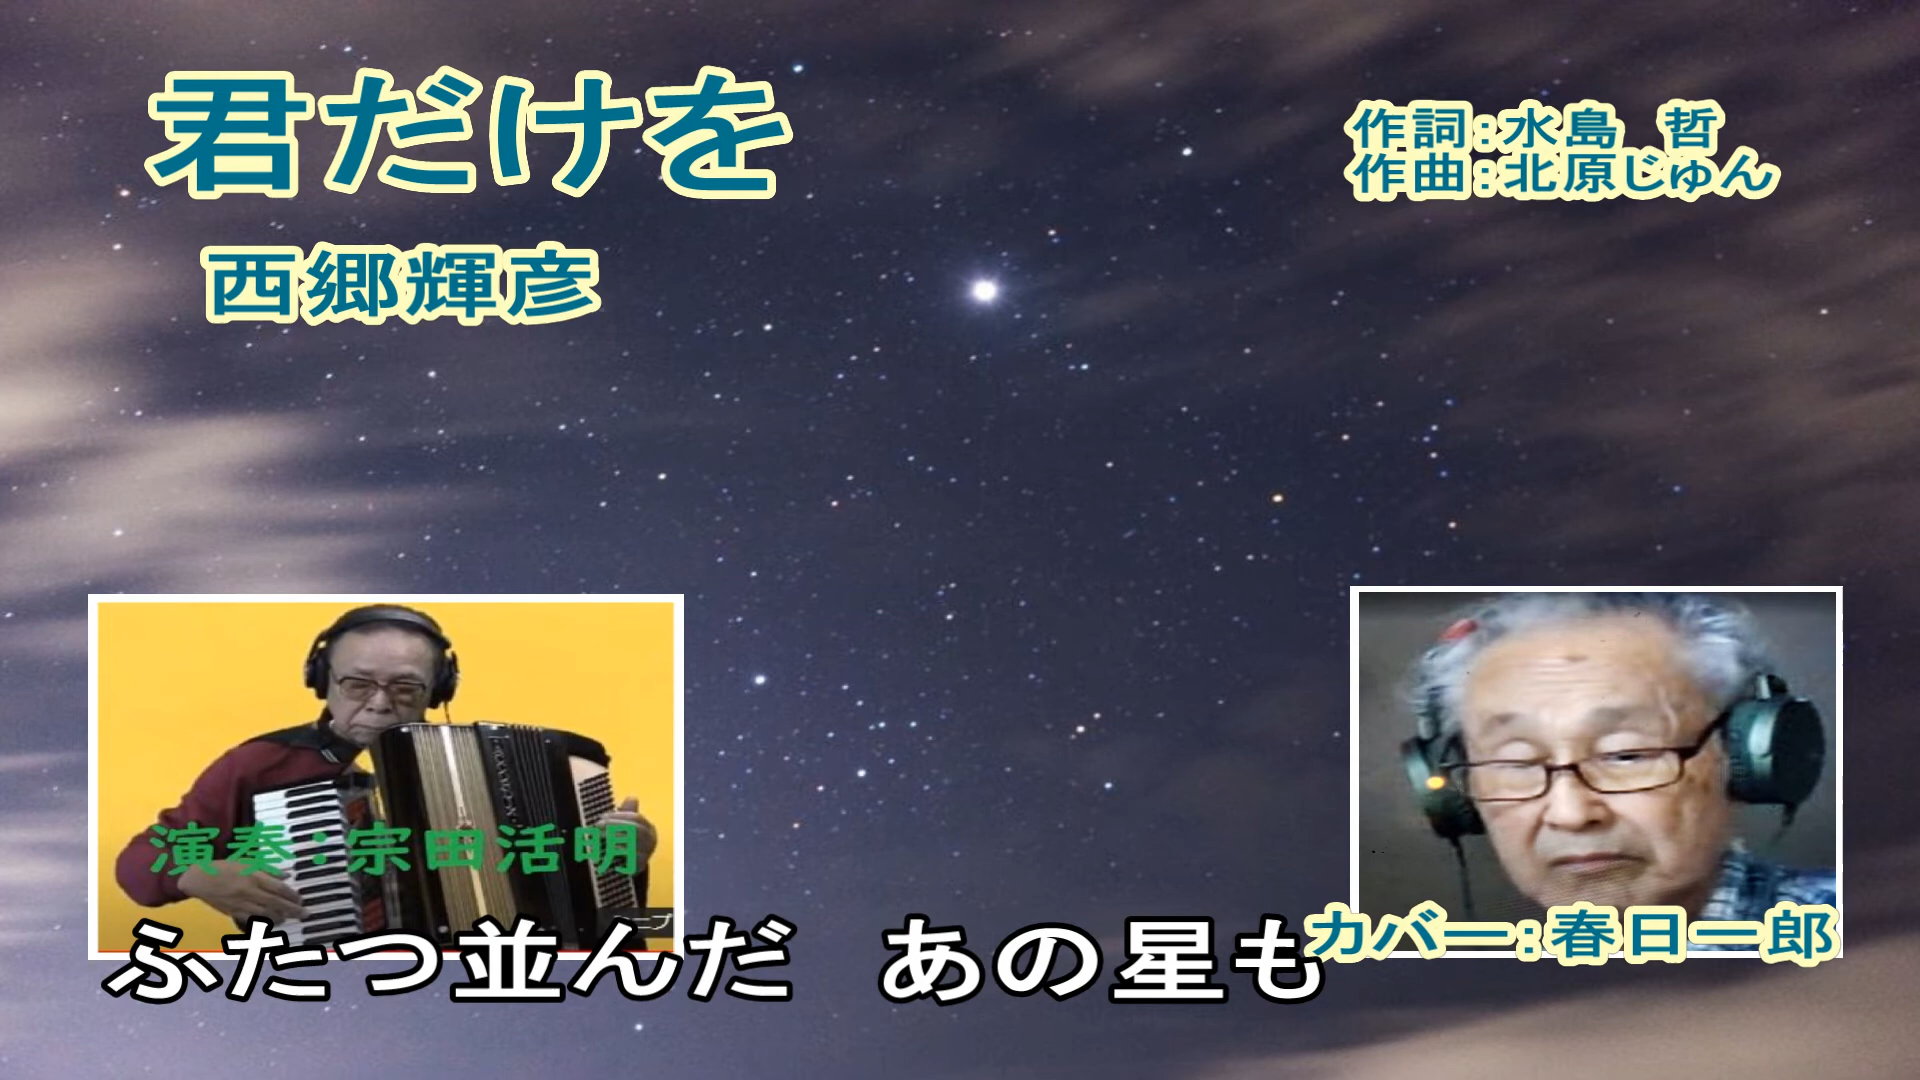 君だけを
作詞：水島　哲
作曲：北原じゅん
西郷輝彦
演奏：宗田活明
カバー：春日一郎
ふたつ並んだ　あの星も